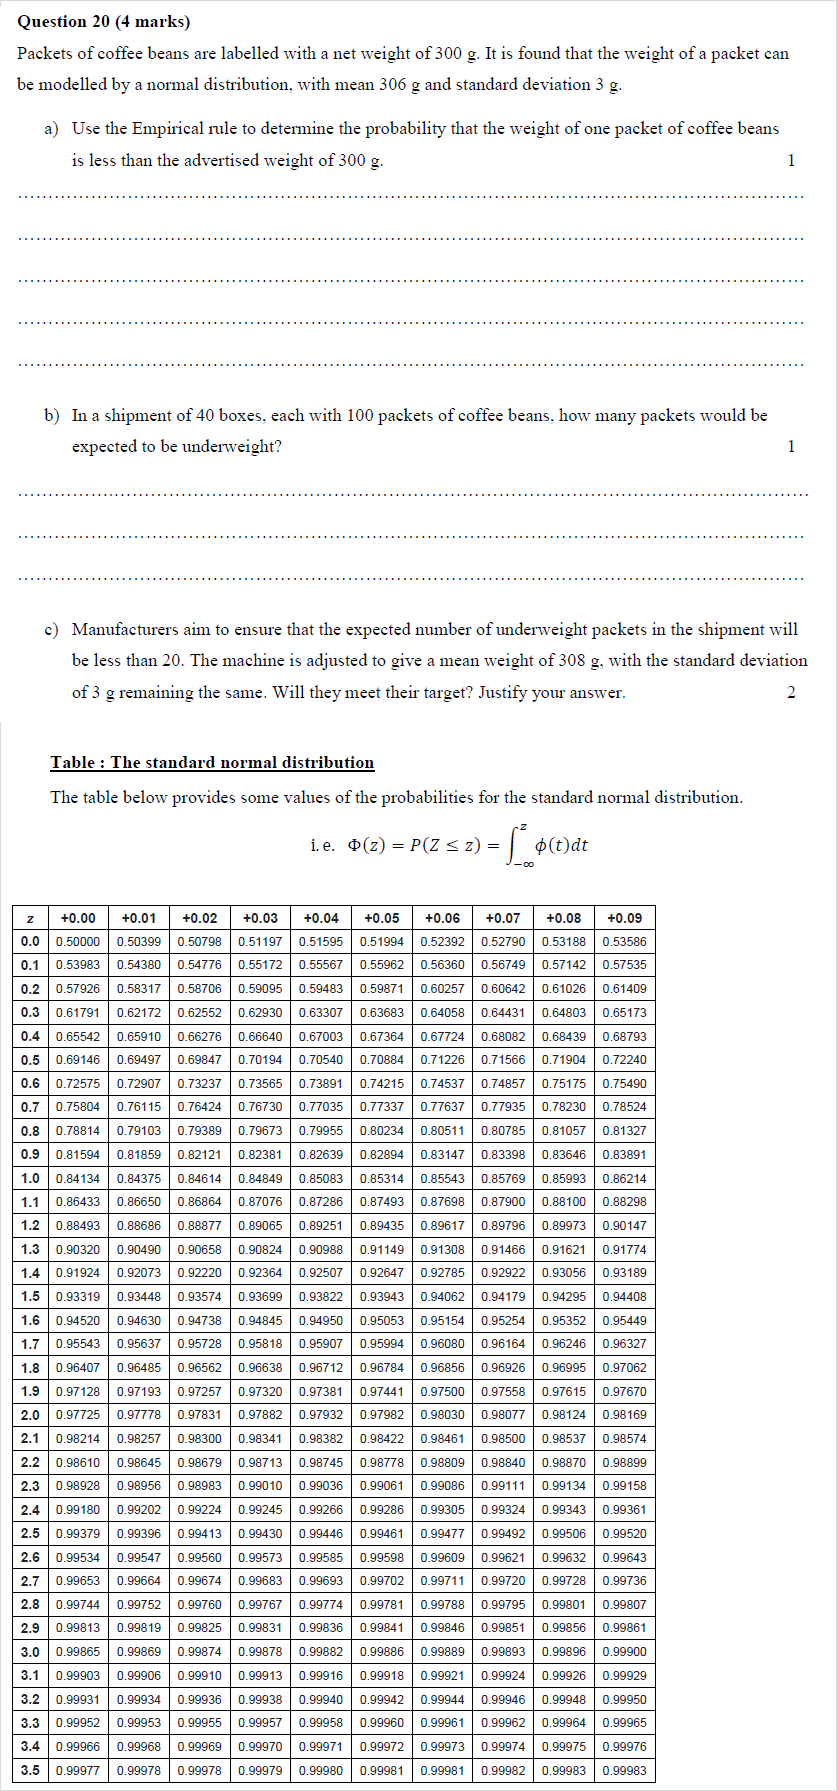 Question 20 (4 marks)
Packets of coffee beans are labelled with a net weight of 300 g. It is found that the weight of a packet can
be modelled by a normal distribution, with mean 306 g and standard deviation 3 g.
a) Use the Empirical rule to determine the probability that the weight of one packet of coffee beans
is less than the advertised weight of 300 g. 1
b) In a shipment of 40 boxes, each with 100 packets of coffee beans, how many packets would be
expected to be underweight? 1
c) Manufacturers aim to ensure that the expected number of underweight packets in the shipment will
be less than 20. The machine is adjusted to give a mean weight of 308 g, with the standard deviation
of 3 g remaining the same. Will they meet their target? Justify your answer. 2
Table : The standard normal distribution
The table below provides some values of the probabilities for the standard normal distribution.
i.e. Φ(z) = P(Z ≤ z) = ∫_{−∞}^{z} ϕ(t)dt
z +0.00 +0.01 +0.02 +0.03 +0.04 +0.05 +0.06 +0.07 +0.08 +0.09
0.0 0.50000 0.50399 0.50798 0.51197 0.51595 0.51994 0.52392 0.52790 0.53188 0.53586
0.1 0.53983 0.54380 0.54776 0.55172 0.55567 0.55962 0.56360 0.56749 0.57142 0.57535
0.2 0.57926 0.58317 0.58706 0.59095 0.59483 0.59871 0.60257 0.60642 0.61026 0.61409
0.3 0.61791 0.62172 0.62552 0.62930 0.63307 0.63683 0.64058 0.64431 0.64803 0.65173
0.4 0.65542 0.65910 0.66276 0.66640 0.67003 0.67364 0.67724 0.68082 0.68439 0.68793
0.5 0.69146 0.69497 0.69847 0.70194 0.70540 0.70884 0.71226 0.71566 0.71904 0.72240
0.6 0.72575 0.72907 0.73237 0.73565 0.73891 0.74215 0.74537 0.74857 0.75175 0.75490
0.7 0.75804 0.76115 0.76424 0.76730 0.77035 0.77337 0.77637 0.77935 0.78230 0.78524
0.8 0.78814 0.79103 0.79389 0.79673 0.79955 0.80234 0.80511 0.80785 0.81057 0.81327
0.9 0.81594 0.81859 0.82121 0.82381 0.82639 0.82894 0.83147 0.83398 0.83646 0.83891
1.0 0.84134 0.84375 0.84614 0.84849 0.85083 0.85314 0.85543 0.85769 0.85993 0.86214
1.1 0.86433 0.86650 0.86864 0.87076 0.87286 0.87493 0.87698 0.87900 0.88100 0.88298
1.2 0.88493 0.88686 0.88877 0.89065 0.89251 0.89435 0.89617 0.89796 0.89973 0.90147
1.3 0.90320 0.90490 0.90658 0.90824 0.90988 0.91149 0.91308 0.91466 0.91621 0.91774
1.4 0.91924 0.92073 0.92220 0.92364 0.92507 0.92647 0.92785 0.92922 0.93056 0.93189
1.5 0.93319 0.93448 0.93574 0.93699 0.93822 0.93943 0.94062 0.94179 0.94295 0.94408
1.6 0.94520 0.94630 0.94738 0.94845 0.94950 0.95053 0.95154 0.95254 0.95352 0.95449
1.7 0.95543 0.95637 0.95728 0.95818 0.95907 0.95994 0.96080 0.96164 0.96246 0.96327
1.8 0.96407 0.96485 0.96562 0.96638 0.96712 0.96784 0.96856 0.96926 0.96995 0.97062
1.9 0.97128 0.97193 0.97257 0.97320 0.97381 0.97441 0.97500 0.97558 0.97615 0.97670
2.0 0.97725 0.97778 0.97831 0.97882 0.97932 0.97982 0.98030 0.98077 0.98124 0.98169
2.1 0.98214 0.98257 0.98300 0.98341 0.98382 0.98422 0.98461 0.98500 0.98537 0.98574
2.2 0.98610 0.98645 0.98679 0.98713 0.98745 0.98778 0.98809 0.98840 0.98870 0.98899
2.3 0.98928 0.98956 0.98983 0.99010 0.99036 0.99061 0.99086 0.99111 0.99134 0.99158
2.4 0.99180 0.99202 0.99224 0.99245 0.99266 0.99286 0.99305 0.99324 0.99343 0.99361
2.5 0.99379 0.99396 0.99413 0.99430 0.99446 0.99461 0.99477 0.99492 0.99506 0.99520
2.6 0.99534 0.99547 0.99560 0.99573 0.99585 0.99598 0.99609 0.99621 0.99632 0.99643
2.7 0.99653 0.99664 0.99674 0.99683 0.99693 0.99702 0.99711 0.99720 0.99728 0.99736
2.8 0.99744 0.99752 0.99760 0.99767 0.99774 0.99781 0.99788 0.99795 0.99801 0.99807
2.9 0.99813 0.99819 0.99825 0.99831 0.99836 0.99841 0.99846 0.99851 0.99856 0.99861
3.0 0.99865 0.99869 0.99874 0.99878 0.99882 0.99886 0.99889 0.99893 0.99896 0.99900
3.1 0.99903 0.99906 0.99910 0.99913 0.99916 0.99918 0.99921 0.99924 0.99926 0.99929
3.2 0.99931 0.99934 0.99936 0.99938 0.99940 0.99942 0.99944 0.99946 0.99948 0.99950
3.3 0.99952 0.99953 0.99955 0.99957 0.99958 0.99960 0.99961 0.99962 0.99964 0.99965
3.4 0.99966 0.99968 0.99969 0.99970 0.99971 0.99972 0.99973 0.99974 0.99975 0.99976
3.5 0.99977 0.99978 0.99978 0.99979 0.99980 0.99981 0.99981 0.99982 0.99983 0.99983